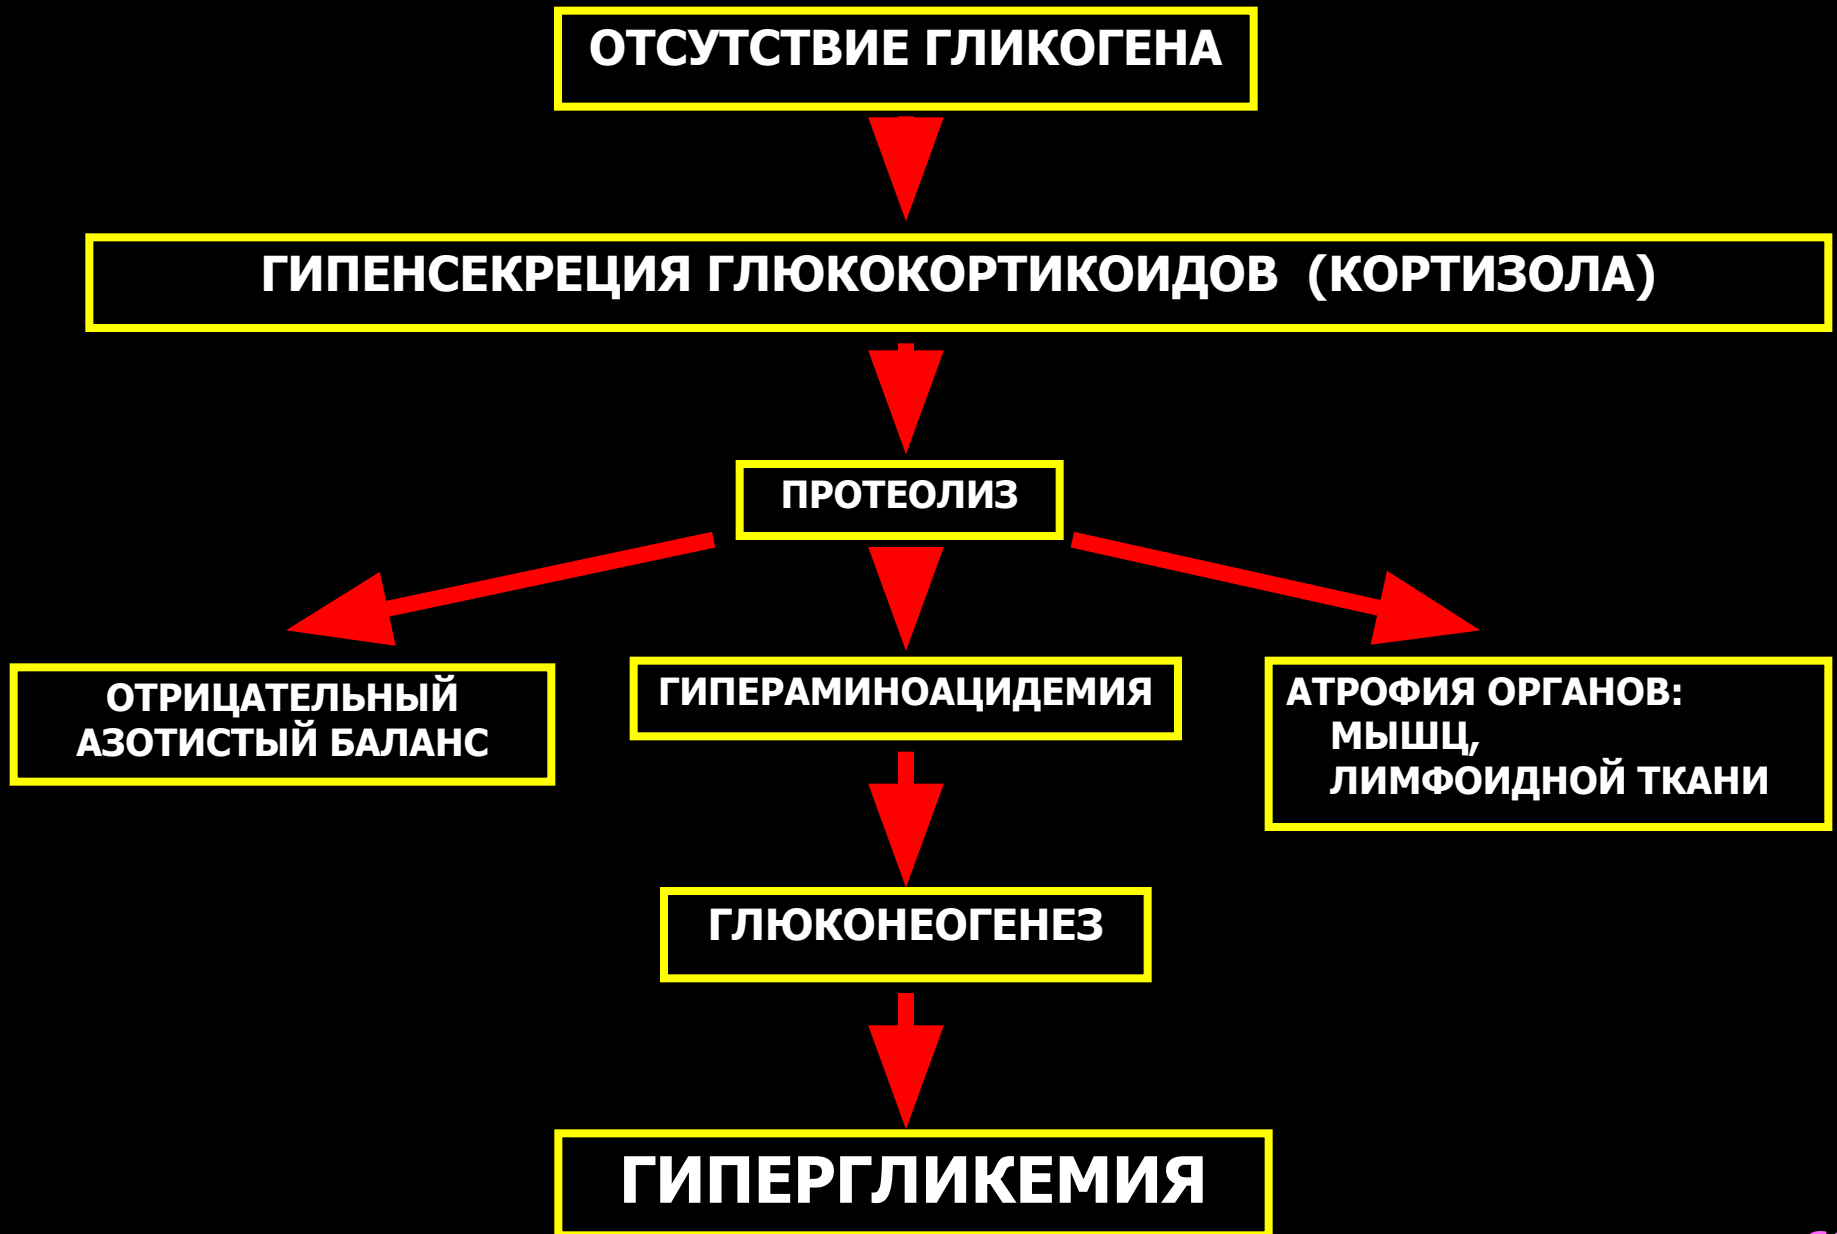 ОТСУТСТВИЕ ГЛИКОГЕНА
ГИПЕНСЕКРЕЦИЯ ГЛЮКОКОРТИКОИДОВ (КОРТИЗОЛА)
ПРОТЕОЛИЗ
ОТРИЦАТЕЛЬНЫЙ
АЗОТИСТЫЙ БАЛАНС
ГИПЕРАМИНОАЦИДЕМИЯ
АТРОФИЯ ОРГАНОВ:
МЫШЦ,
ЛИМФОИДНОЙ ТКАНИ
ГЛЮКОНЕОГЕНЕЗ
ГИПЕРГЛИКЕМИЯ